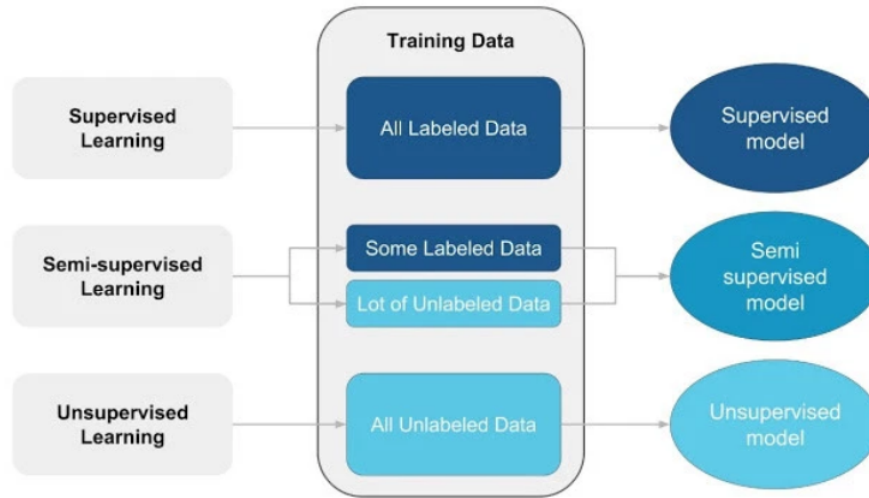 Training Data
Supervised
Learning
All Labeled Data
Supervised
model
Semi-supervised
Learning
Some Labeled Data
Lot of Unlabeled Data
Semi
supervised
model
Unsupervised
Learning
All Unlabeled Data
Unsupervised
model